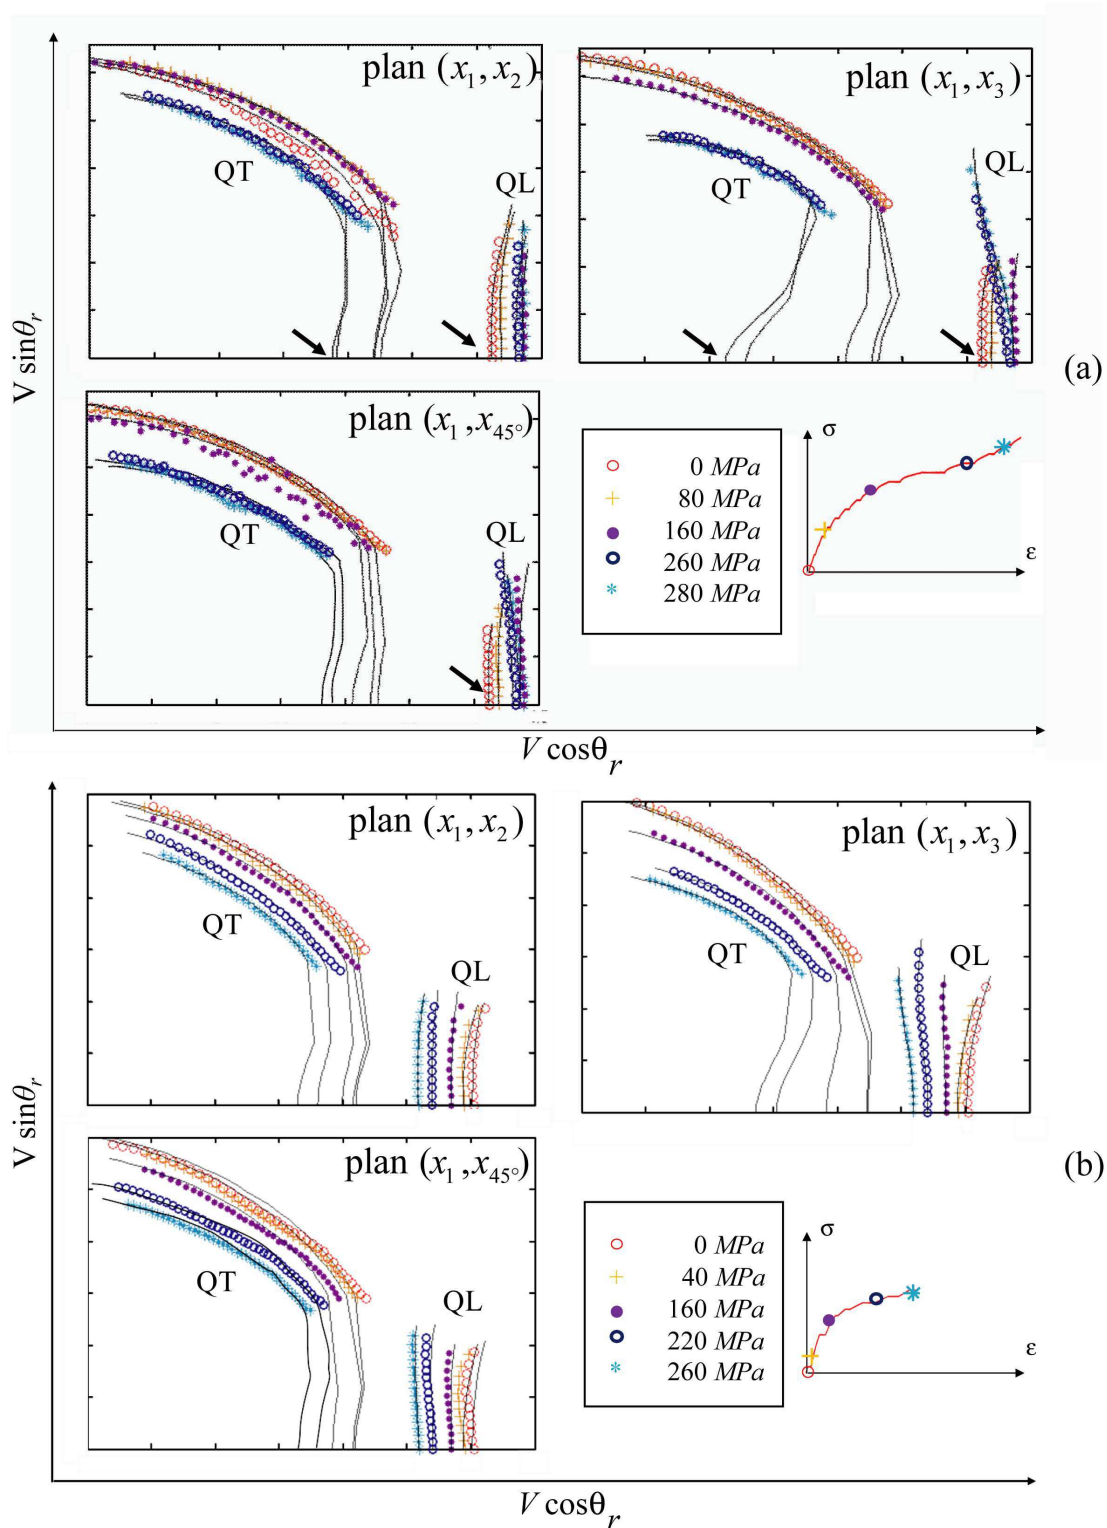 plan (x₁, x₂)
QT
QL
plan (x₁, x₃)
QT
QL
V sinθᵣ
(a)
plan (x₁, x₄₅°)
QT
QL
0 MPa
80 MPa
160 MPa
260 MPa
280 MPa
σ
ε
V cosθᵣ
plan (x₁, x₂)
QT
QL
plan (x₁, x₃)
QT
QL
V sinθᵣ
(b)
plan (x₁, x₄₅°)
QT
QL
0 MPa
40 MPa
160 MPa
220 MPa
260 MPa
σ
ε
V cosθᵣ